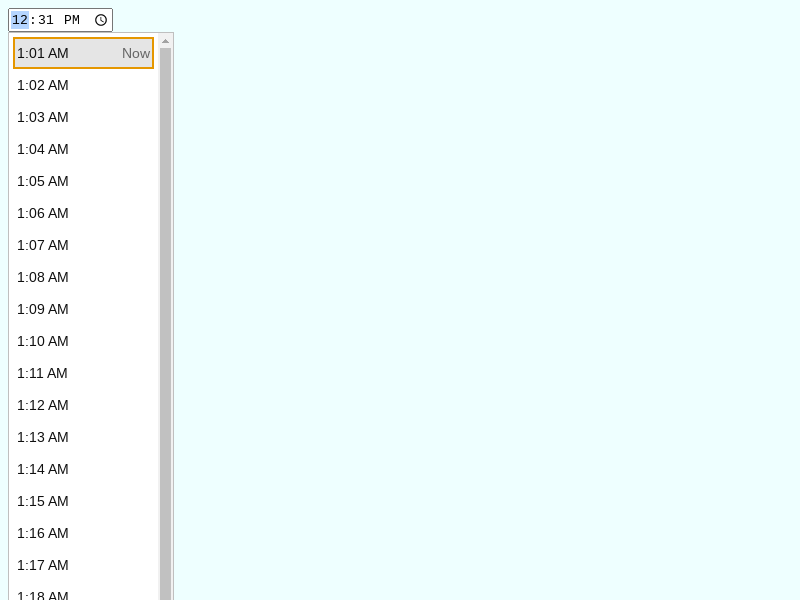 12:31 PM
1:01 AM Now
1:02 AM
1:03 AM
1:04 AM
1:05 AM
1:06 AM
1:07 AM
1:08 AM
1:09 AM
1:10 AM
1:11 AM
1:12 AM
1:13 AM
1:14 AM
1:15 AM
1:16 AM
1:17 AM
1:18 AM